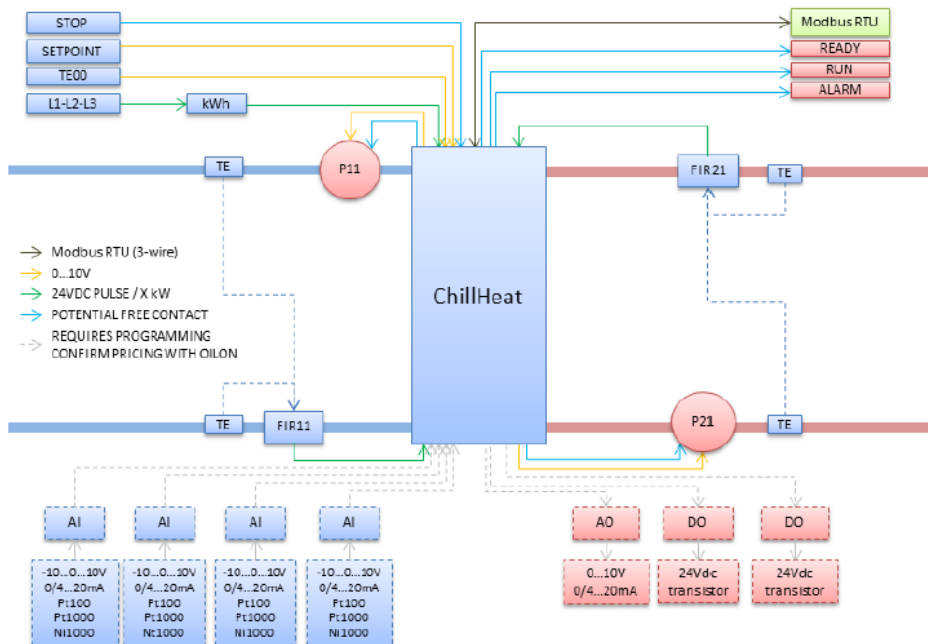 STOP
SETPOINT
TE00
L1-L2-L3
kWh
Modbus RTU
READY
RUN
ALARM
TE
P11
FIR21
TE
Modbus RTU (3-wire)
0...10V
24VDC PULSE / X kW
POTENTIAL FREE CONTACT
REQUIRES PROGRAMMING
CONFIRM PRICING WITH OILON
ChillHeat
TE
FIR11
P21
TE
AI
AI
AI
AI
AO
DO
DO
-10...0...10V
0/4...20mA
Pt100
Pt1000
Ni1000
-10...0...10V
0/4...20mA
Pt100
Pt1000
Nt1000
-10...0...10V
0/4...20mA
Pt100
Pt1000
Ni1000
-10...0...10V
0/4...20mA
Pt100
Pt1000
Ni1000
0...10V
0/4...20mA
24Vdc
transistor
24Vdc
transistor